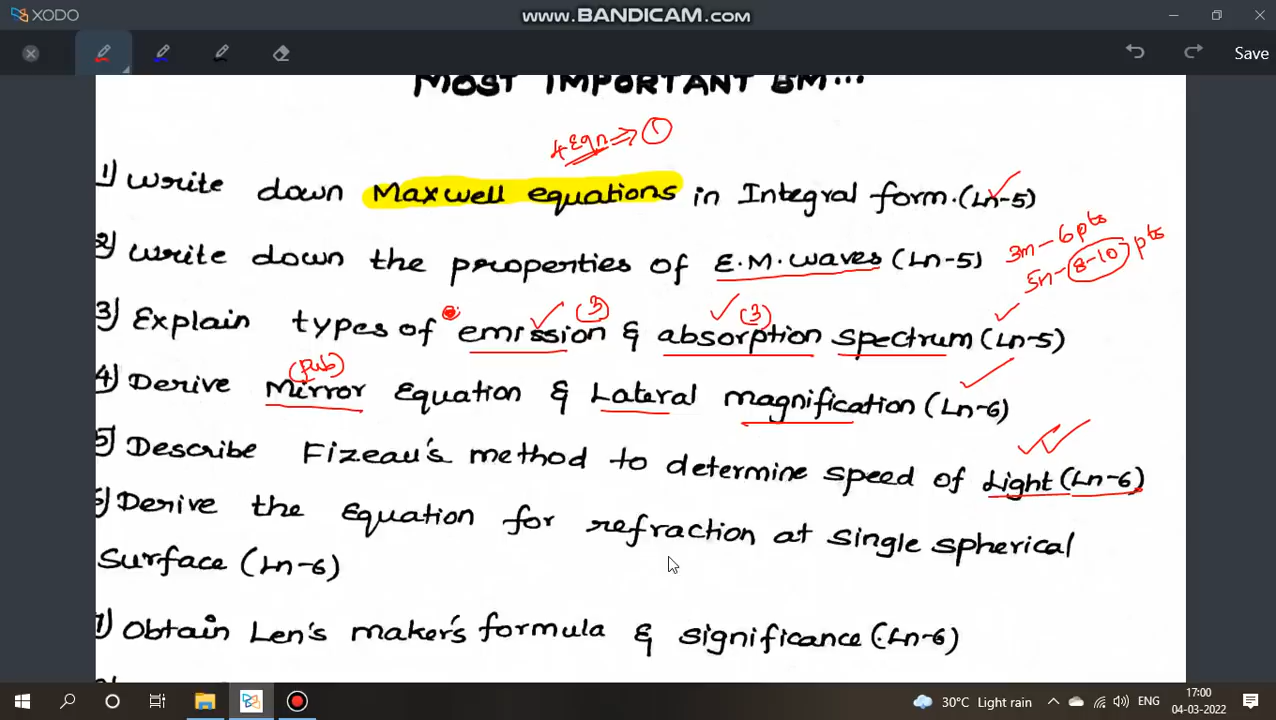 XODO
www.BANDICAM.com
Save
MOST IMPORTANT 5M...
4 Eqn ⇒ 1
1) Write down Maxwell equations in Integral form.(Ln-5)
3m - 6pts
2) Write down the properties of E.M.waves (Ln-5)
5m - 8-10 pts
(3) (3)
3) Explain types of emission & absorption spectrum (Ln-5)
(Pub)
4) Derive Mirror Equation & Lateral magnification (Ln-6)
5) Describe Fizeau's method to determine speed of Light (Ln-6)
6) Derive the Equation for refraction at single spherical
Surface (Ln-6)
7) Obtain Len's maker's formula & significance (Ln-6)
30°C Light rain
ENG
17:00
04-03-2022